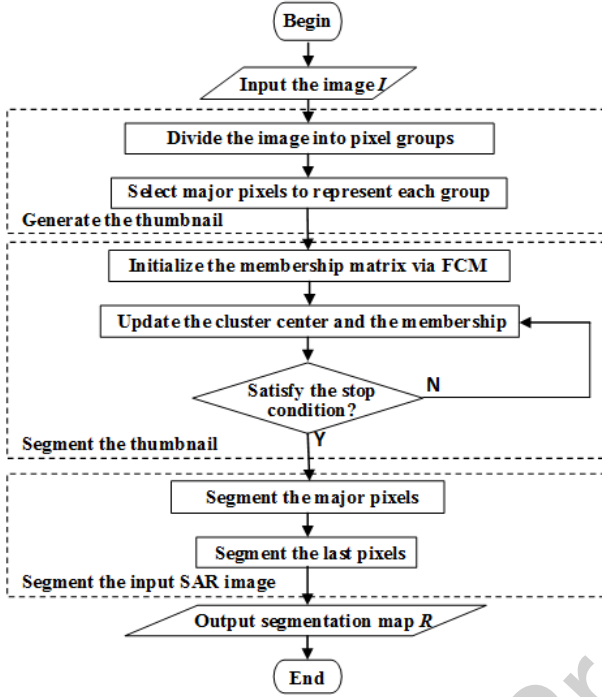 Begin
Input the image I
Divide the image into pixel groups
Select major pixels to represent each group
Generate the thumbnail
Initialize the membership matrix via FCM
Update the cluster center and the membership
Satisfy the stop
condition?
N
Y
Segment the thumbnail
Segment the major pixels
Segment the last pixels
Segment the input SAR image
Output segmentation map R
End